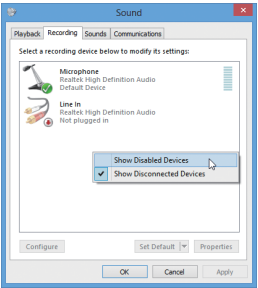 Sound
Playback Recording Sounds Communications
Select a recording device below to modify its settings:
Microphone
Realtek High Definition Audio
Default Device
Line In
Realtek High Definition Audio
Not plugged in
Show Disabled Devices
Show Disconnected Devices
Configure Set Default Properties
OK Cancel Apply